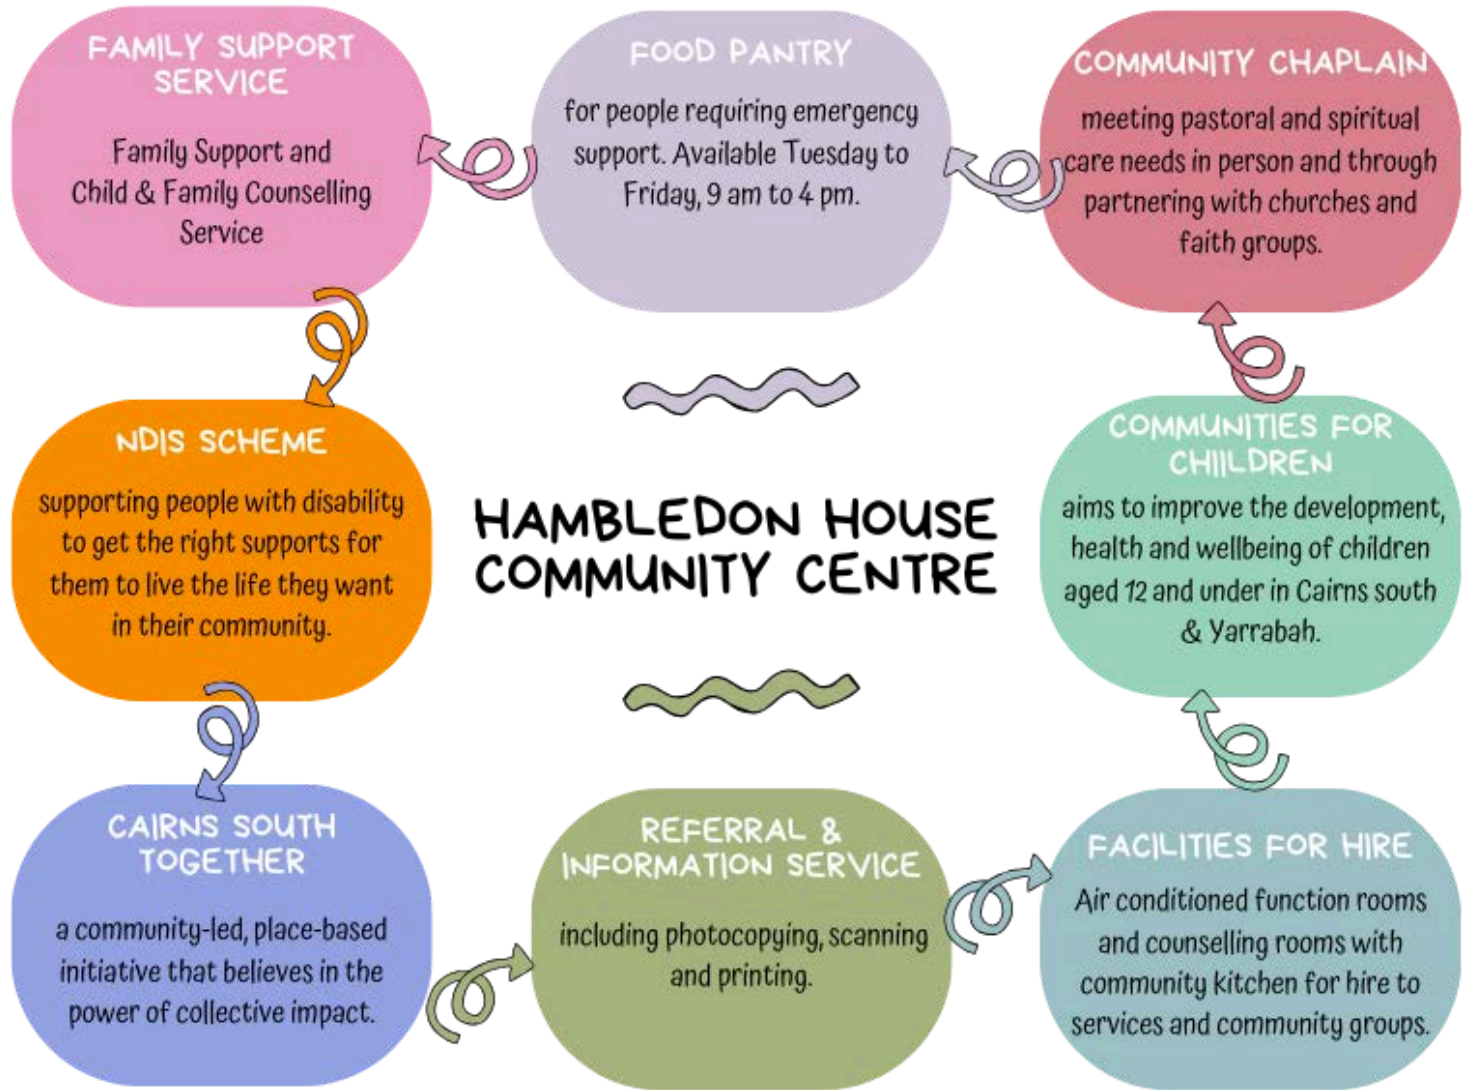 FAMILY SUPPORT
SERVICE
Family Support and
Child & Family Counselling
Service
FOOD PANTRY
for people requiring emergency
support. Available Tuesday to
Friday, 9 am to 4 pm.
COMMUNITY CHAPLAIN
meeting pastoral and spiritual
care needs in person and through
partnering with churches and
faith groups.
NDIS SCHEME
supporting people with disability
to get the right supports for
them to live the life they want
in their community.
HAMBLEDON HOUSE
COMMUNITY CENTRE
COMMUNITIES FOR
CHIILDREN
aims to improve the development,
health and wellbeing of children
aged 12 and under in Cairns south
& Yarrabah.
CAIRNS SOUTH
TOGETHER
a community-led, place-based
initiative that believes in the
power of collective impact.
REFERRAL &
INFORMATION SERVICE
including photocopying, scanning
and printing.
FACILITIES FOR HIRE
Air conditioned function rooms
and counselling rooms with
community kitchen for hire to
services and community groups.